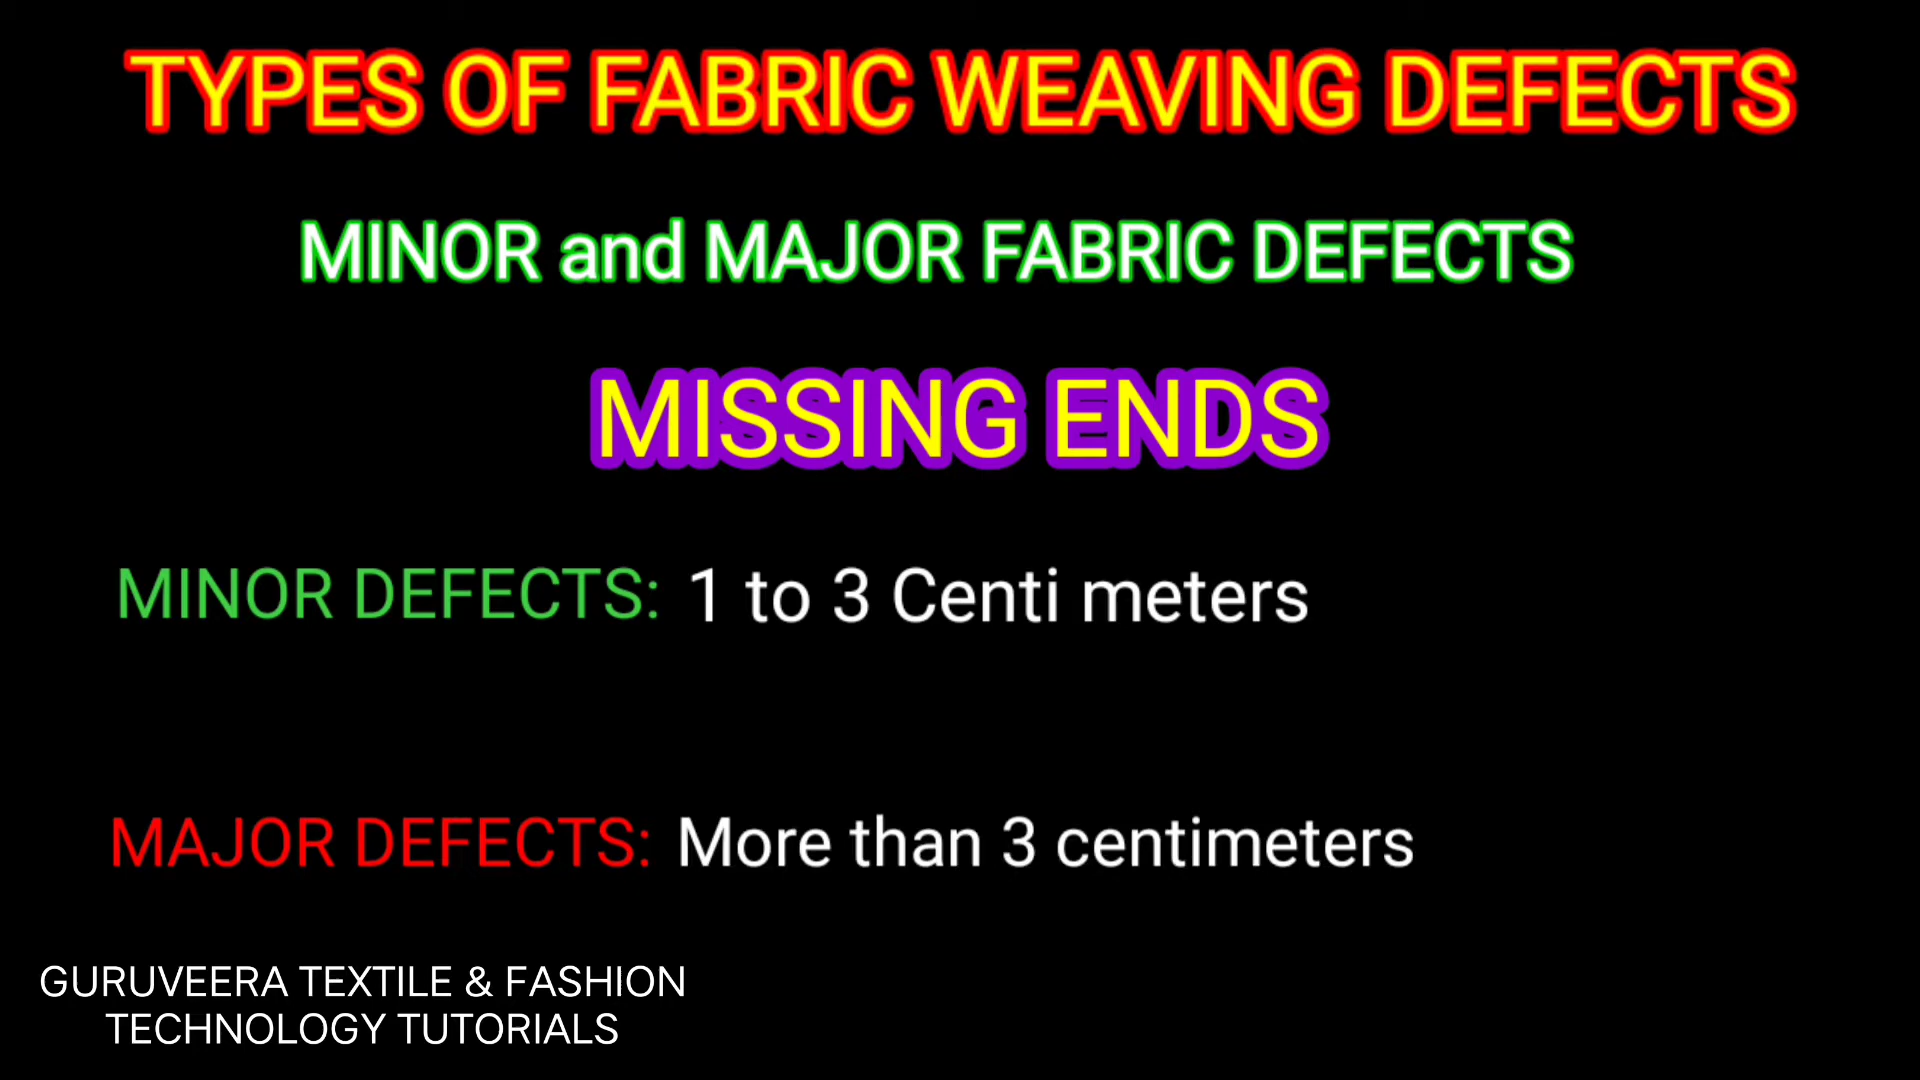 TYPES OF FABRIC WEAVING DEFECTS
MINOR and MAJOR FABRIC DEFECTS
MISSING ENDS
MINOR DEFECTS: 1 to 3 Centi meters
MAJOR DEFECTS: More than 3 centimeters
GURUVEERA TEXTILE & FASHION
TECHNOLOGY TUTORIALS